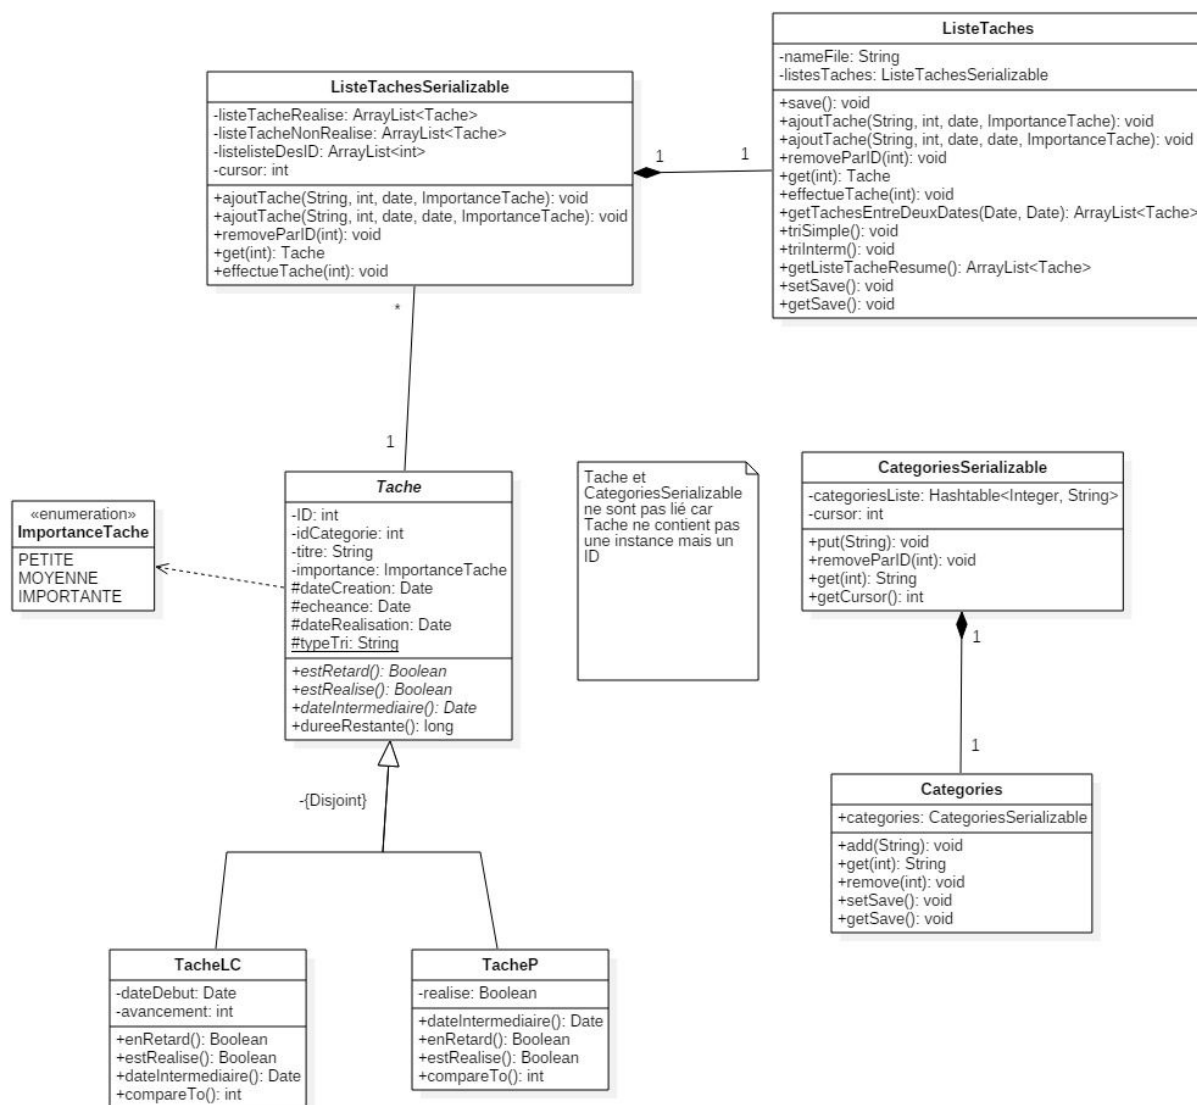 ListeTaches
-nameFile: String
-listesTaches: ListeTachesSerializable
+save(): void
+ajoutTache(String, int, date, ImportanceTache): void
+ajoutTache(String, int, date, date, ImportanceTache): void
+removeParID(int): void
+get(int): Tache
+effectueTache(int): void
+getTachesEntreDeuxDates(Date, Date): ArrayList<Tache>
+triSimple(): void
+triInterm(): void
+getListeTacheResume(): ArrayList<Tache>
+setSave(): void
+getSave(): void
ListeTachesSerializable
-listeTacheRealise: ArrayList<Tache>
-listeTacheNonRealise: ArrayList<Tache>
-listelisteDesID: ArrayList<int>
-cursor: int
+ajoutTache(String, int, date, ImportanceTache): void
+ajoutTache(String, int, date, date, ImportanceTache): void
+removeParID(int): void
+get(int): Tache
+effectueTache(int): void
1
1
*
1
«enumeration»
ImportanceTache
PETITE
MOYENNE
IMPORTANTE
Tache
-ID: int
-idCategorie: int
-titre: String
-importance: ImportanceTache
#dateCreation: Date
#echeance: Date
#dateRealisation: Date
#typeTri: String
+estRetard(): Boolean
+estRealise(): Boolean
+dateIntermediaire(): Date
+dureeRestante(): long
Tache et
CategoriesSerializable
ne sont pas lié car
Tache ne contient pas
une instance mais un
ID
CategoriesSerializable
-categoriesListe: Hashtable<Integer, String>
-cursor: int
+put(String): void
+removeParID(int): void
+get(int): String
+getCursor(): int
1
1
Categories
+categories: CategoriesSerializable
+add(String): void
+get(int): String
+remove(int): void
+setSave(): void
+getSave(): void
-{Disjoint}
TacheLC
-dateDebut: Date
-avancement: int
+enRetard(): Boolean
+estRealise(): Boolean
+dateIntermediaire(): Date
+compareTo(): int
TacheP
-realise: Boolean
+dateIntermediaire(): Date
+enRetard(): Boolean
+estRealise(): Boolean
+compareTo(): int